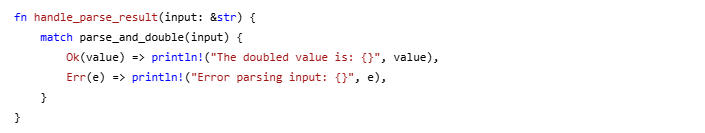 fn handle_parse_result(input: &str) {
    match parse_and_double(input) {
        Ok(value) => println!("The doubled value is: {}", value),
        Err(e) => println!("Error parsing input: {}", e),
    }
}